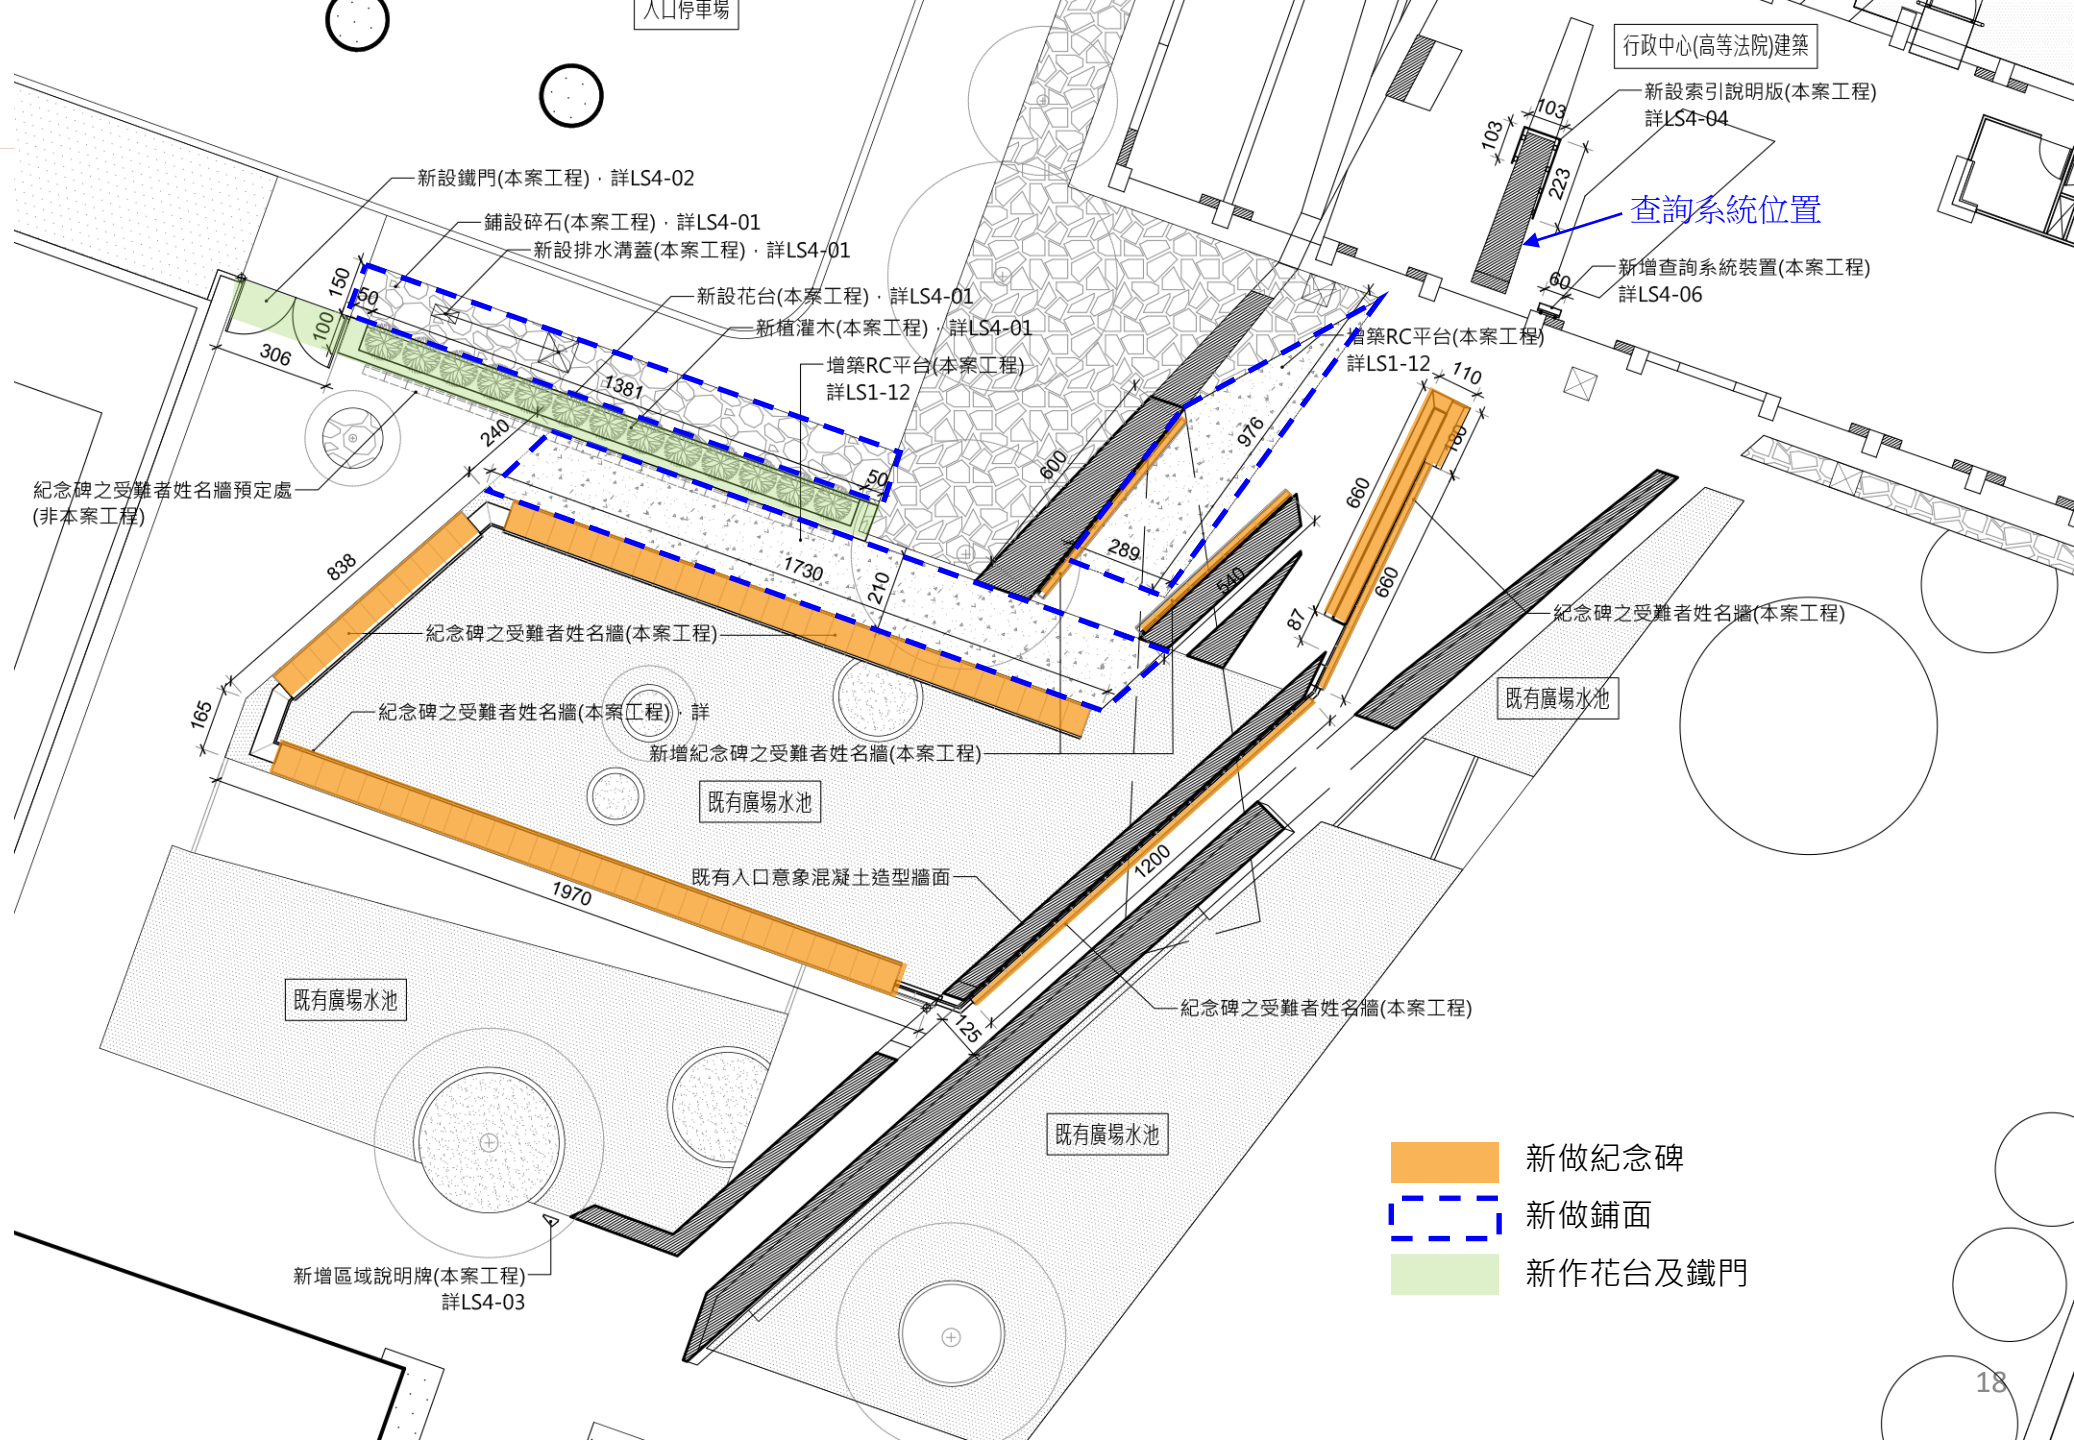 入口停車場
行政中心(高等法院)建築
新設索引說明版(本案工程)
詳LS4-04
103
103
223
查詢系統位置
新增查詢系統裝置(本案工程)
詳LS4-06
60
新設鐵門(本案工程)．詳LS4-02
鋪設碎石(本案工程)．詳LS4-01
新設排水溝蓋(本案工程)．詳LS4-01
新設花台(本案工程)．詳LS4-01
新植灌木(本案工程)．詳LS4-01
增築RC平台(本案工程)
詳LS1-12
增築RC平台(本案工程)
詳LS1-12
150
50
100
306
1381
240
50
600
976
110
180
660
660
87
289
540
紀念碑之受難者姓名牆預定處
(非本案工程)
838
1730
210
165
紀念碑之受難者姓名牆(本案工程)
紀念碑之受難者姓名牆(本案工程)
紀念碑之受難者姓名牆(本案工程)．詳
新增紀念碑之受難者姓名牆(本案工程)
既有廣場水池
既有廣場水池
既有入口意象混凝土造型牆面
1200
1970
125
既有廣場水池
紀念碑之受難者姓名牆(本案工程)
既有廣場水池
新增區域說明牌(本案工程)
詳LS4-03
新做紀念碑
新做鋪面
新作花台及鐵門
18